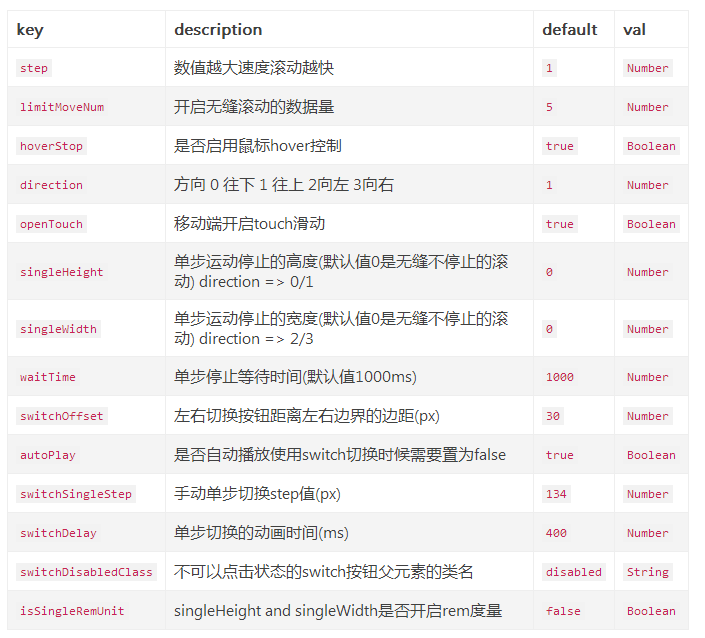 key description default val
step 数值越大速度滚动越快 1 Number
limitMoveNum 开启无缝滚动的数据量 5 Number
hoverStop 是否启用鼠标hover控制 true Boolean
direction 方向 0 往下 1 往上 2向左 3向右 1 Number
openTouch 移动端开启touch滑动 true Boolean
singleHeight 单步运动停止的高度(默认值0是无缝不停止的滚
动) direction => 0/1 0 Number
singleWidth 单步运动停止的宽度(默认值0是无缝不停止的滚
动) direction => 2/3 0 Number
waitTime 单步停止等待时间(默认值1000ms) 1000 Number
switchOffset 左右切换按钮距离左右边界的边距(px) 30 Number
autoPlay 是否自动播放使用switch切换时候需要置为false true Boolean
switchSingleStep 手动单步切换step值(px) 134 Number
switchDelay 单步切换的动画时间(ms) 400 Number
switchDisabledClass 不可以点击状态的switch按钮父元素的类名 disabled String
isSingleRemUnit singleHeight and singleWidth是否开启rem度量 false Boolean